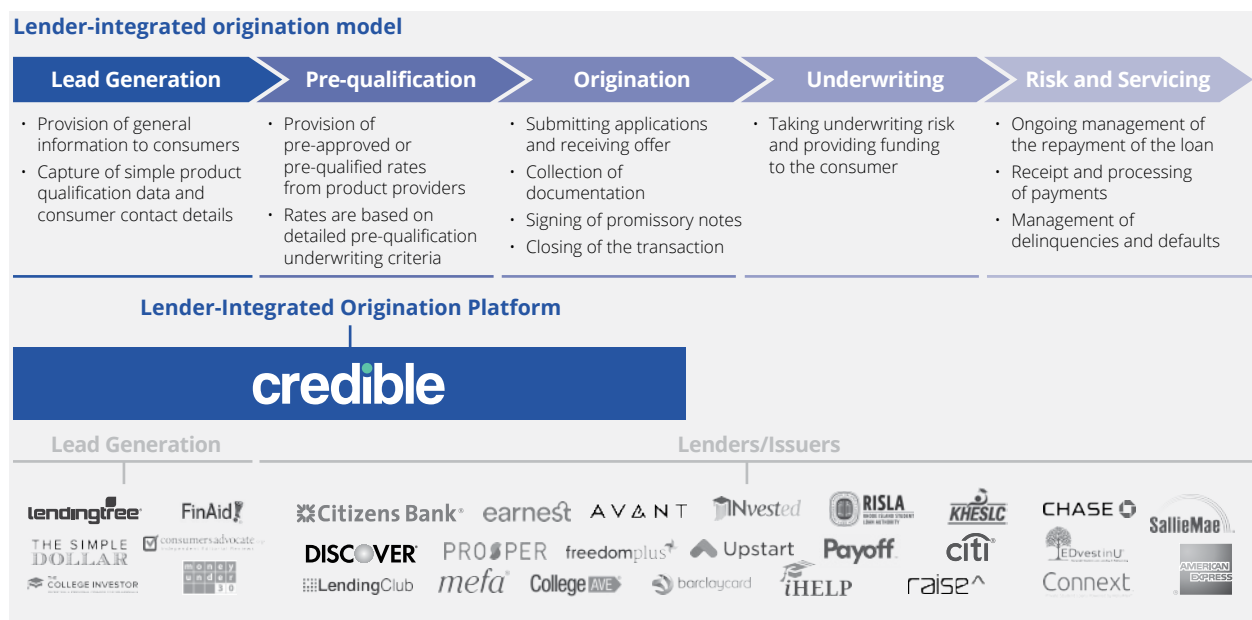 Lender-integrated origination model
Lead Generation
Pre-qualification
Origination
Underwriting
Risk and Servicing
• Provision of general
information to consumers
• Capture of simple product
qualification data and
consumer contact details
• Provision of
pre-approved or
pre-qualified rates
from product providers
• Rates are based on
detailed pre-qualification
underwriting criteria
• Submitting applications
and receiving offer
• Collection of
documentation
• Signing of promissory notes
• Closing of the transaction
• Taking underwriting risk
and providing funding
to the consumer
• Ongoing management of
the repayment of the loan
• Receipt and processing
of payments
• Management of
delinquencies and defaults
Lender-Integrated Origination Platform
credible
Lead Generation
Lenders/Issuers
lendingtree
FinAid!
THE SIMPLE
DOLLAR
consumersadvocate
THE
COLLEGE INVESTOR
money
under
30
Citizens Bank
earnest
AVANT
INvested
RISLA
RHODE ISLAND STUDENT
LOAN AUTHORITY
KHESLC
CHASE
SallieMae
DISCOVER
PROSPER
freedomplus+
Upstart
Payoff
citi
EDvestinU
LendingClub
mefa
College AVE
barclaycard
iHELP
raise^
Connext
AMERICAN
EXPRESS